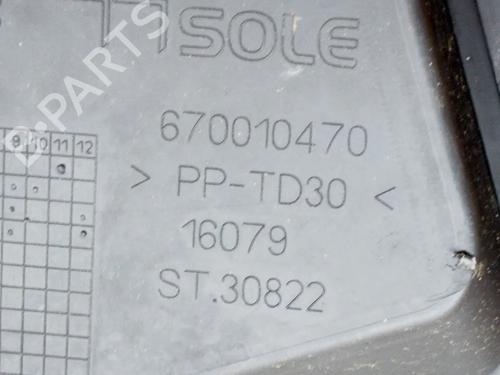 SOLE
670010470
> PP-TD30 <
16079
ST.30822
9 10 11 12
B-PARTS